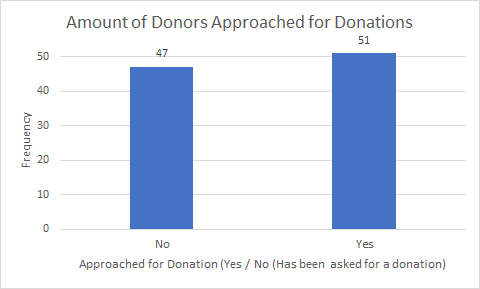 Amount of Donors Approached for Donations
51
47
50
40
30
20
10
0
Frequency
No
Yes
Approached for Donation (Yes / No (Has been asked for a donation)